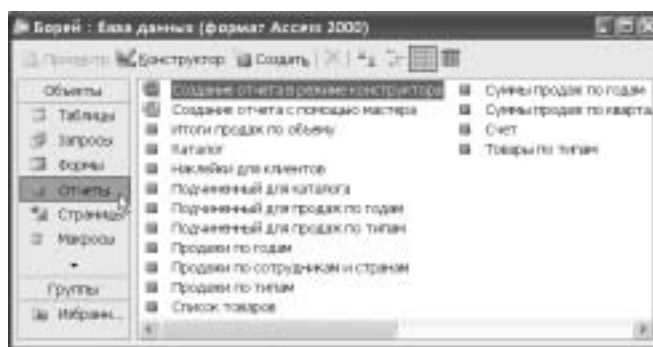 Борей : база данных (формат Access 2000)
Просмотр Конструктор Создать
Объекты
Таблицы
Запросы
Формы
Отчеты
Страницы
Макросы
Группы
Избранн...
Создание отчета в режиме конструктора
Создание отчета с помощью мастера
Итоги продаж по объему
Каталог
Наклейки для клиентов
Подчиненный для каталога
Подчиненный для продаж по годам
Подчиненный для продаж по типам
Продажи по годам
Продажи по сотрудникам и странам
Продажи по типам
Список товаров
Суммы продаж по годам
Суммы продаж по кварта
Счет
Товары по типам